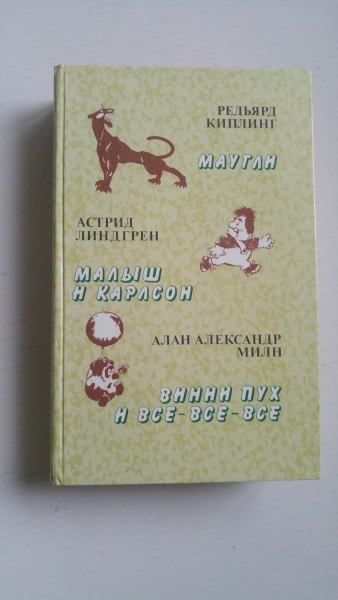 РЕДЬЯРД
КИПЛИНГ
МАУГЛИ
АСТРИД
ЛИНДГРЕН
МАЛЫШ
И КАРЛСОН
АЛАН АЛЕКСАНДР
МИЛН
ВИННИ ПУХ
И ВСЕ-ВСЕ-ВСЕ